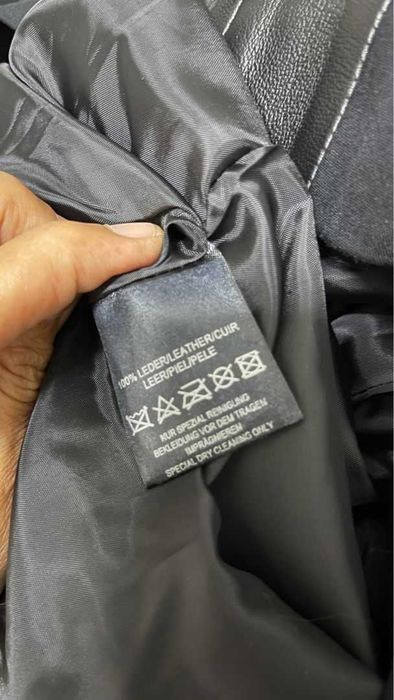 100% LEDER/LEATHER/CUIR
LEER/PIEL/PELE
NUR SPEZIAL REINIGUNG
BEKLEIDUNG VOR DEM TRAGEN
IMPRÄGNIEREN
SPECIAL DRY CLEANING ONLY